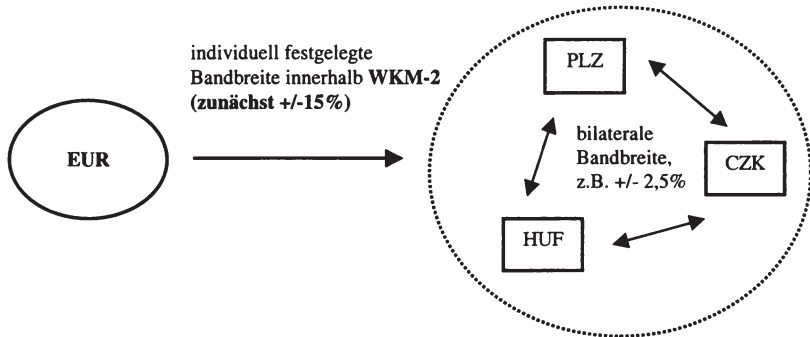 individuell festgelegte
Bandbreite innerhalb WKM-2
(zunächst +/-15%)
EUR
PLZ
bilaterale
Bandbreite,
z.B. +/- 2,5%
CZK
HUF